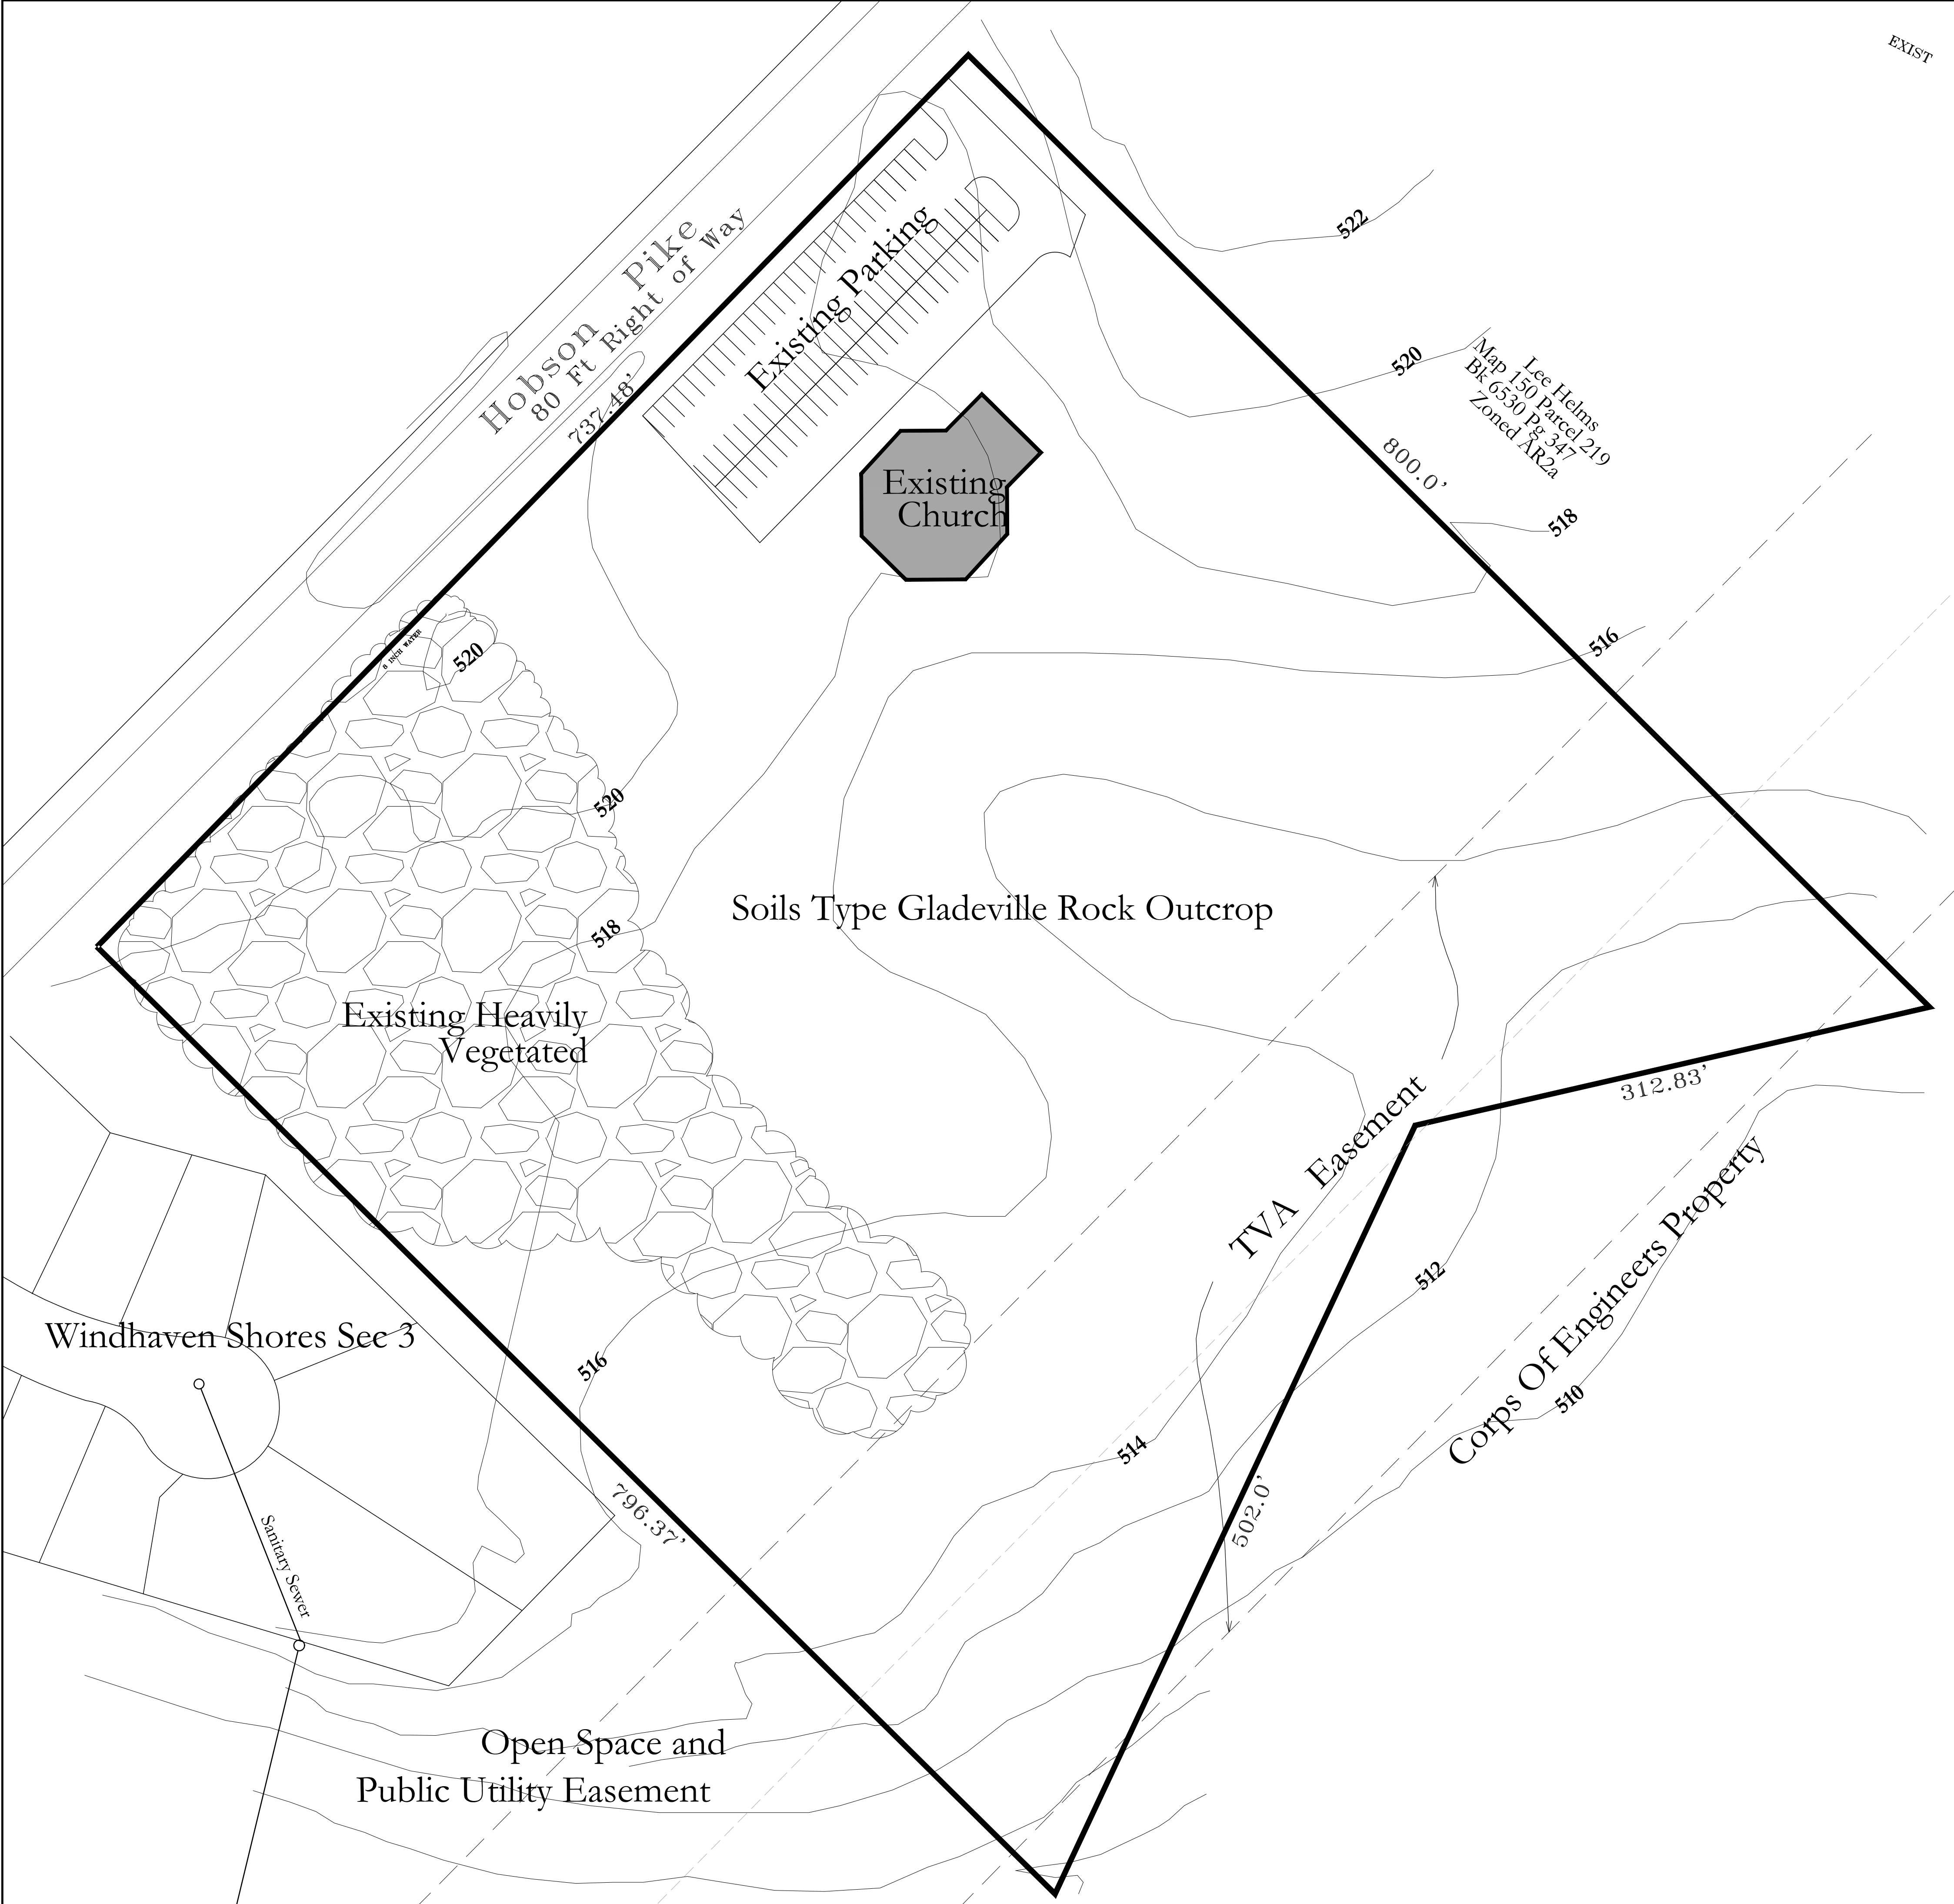 EXIST
Hobson Pike
80 Ft Right of Way
737.48'
Existing Parking
522
520
Lee Helms
Map 150 Parcel 219
Bk 6530 Pg 347
Zoned AR2a
800.0'
Existing
Church
518
516
8 INCH WATER
520
520
Soils Type Gladeville Rock Outcrop
518
Existing Heavily
Vegetated
312.83'
TVA Easement
Corps Of Engineers Property
512
Windhaven Shores Sec 3
516
510
514
796.37'
502.0'
Sanitary Sewer
Open Space and
Public Utility Easement